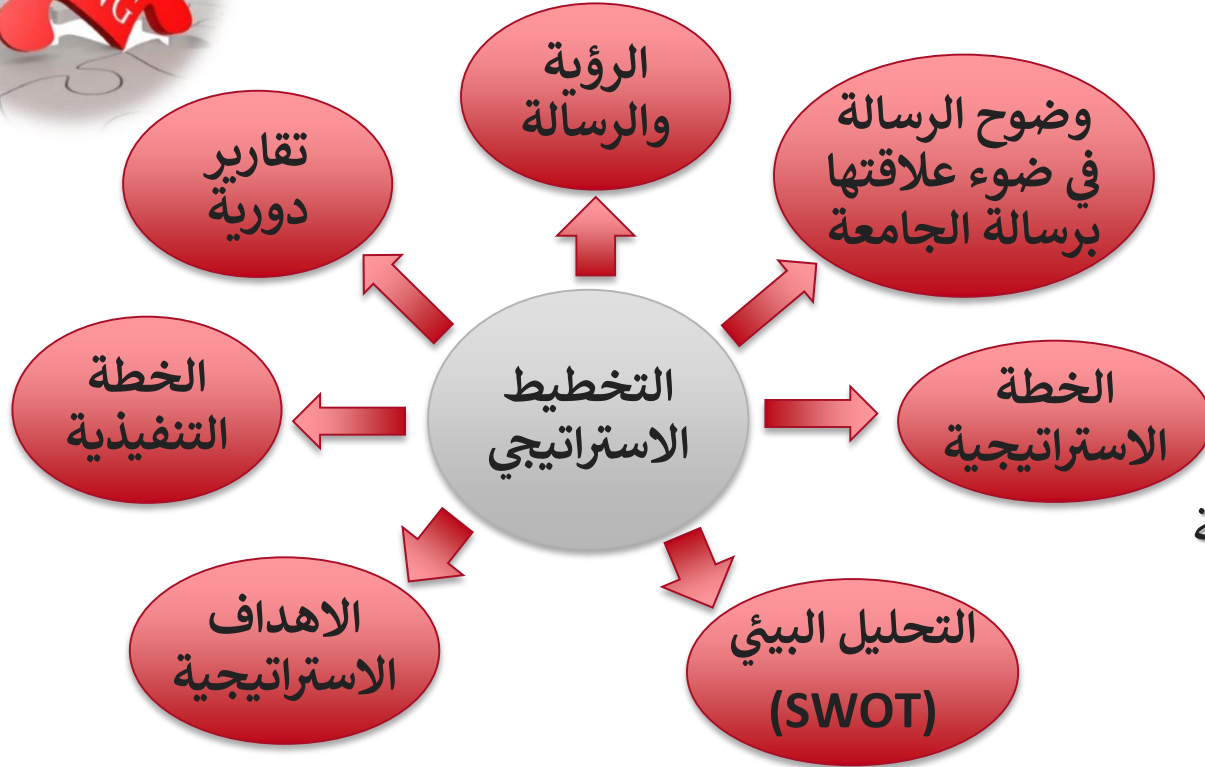 الرؤية
والرسالة
وضوح الرسالة
في ضوء علاقتها
برسالة الجامعة
الخطة
الاستراتيجية
التحليل البيئي
(SWOT)
الاهداف
الاستراتيجية
الخطة
التنفيذية
تقارير
دورية
التخطيط
الاستراتيجي